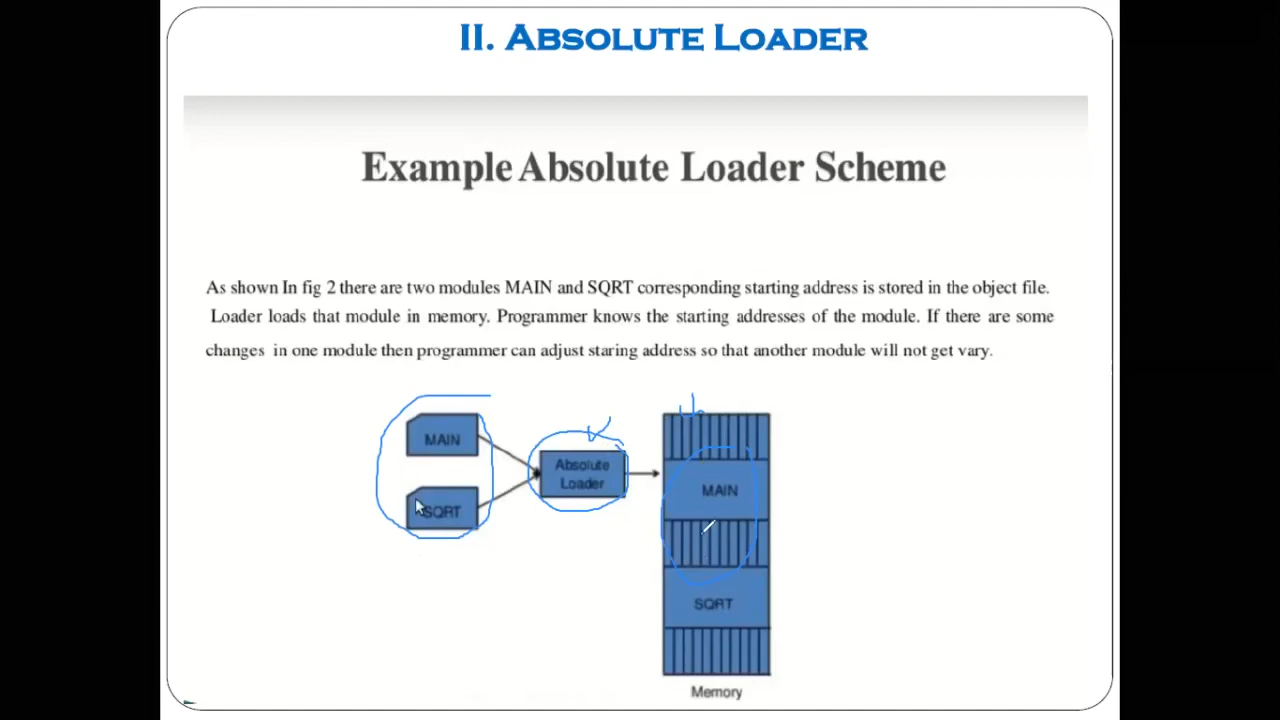 II. Absolute Loader
Example Absolute Loader Scheme
As shown In fig 2 there are two modules MAIN and SQRT corresponding starting address is stored in the object file.
Loader loads that module in memory. Programmer knows the starting addresses of the module. If there are some
changes in one module then programmer can adjust staring address so that another module will not get vary.
MAIN
SQRT
Absolute
Loader
MAIN
SQRT
Memory